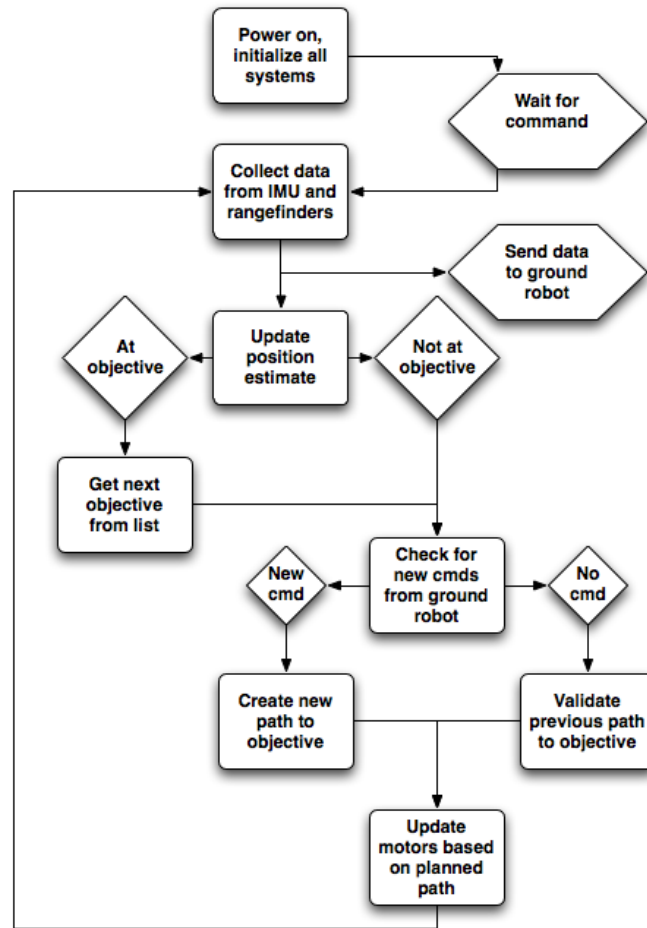 Power on,
initialize all
systems
Wait for
command
Collect data
from IMU and
rangefinders
Send data
to ground
robot
At
objective
Update
position
estimate
Not at
objective
Get next
objective
from list
Check for
new cmds
from ground
robot
New
cmd
No
cmd
Create new
path to
objective
Validate
previous path
to objective
Update
motors based
on planned
path